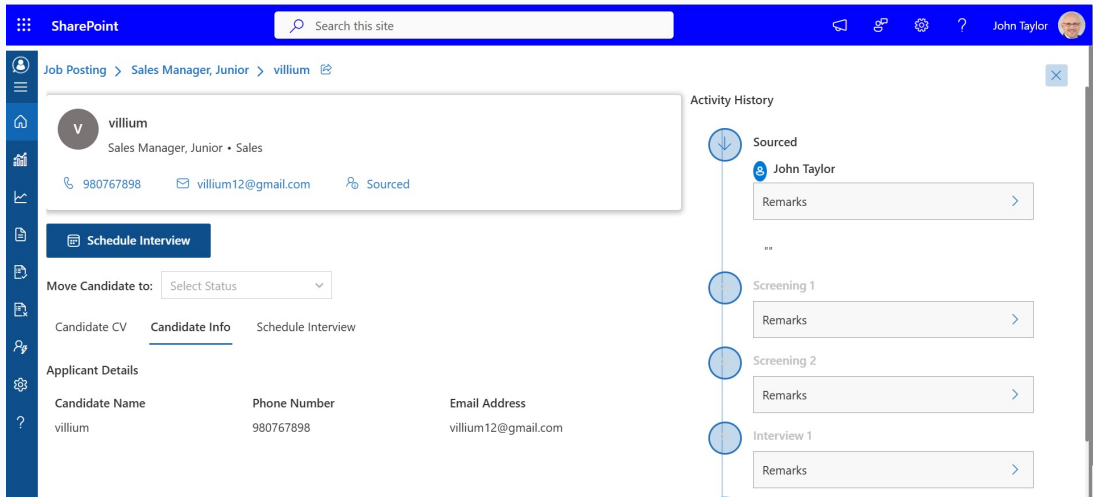 SharePoint
Search this site
?
John Taylor
Job Posting > Sales Manager, Junior > villium
V
villium
Sales Manager, Junior • Sales
980767898
villium12@gmail.com
Sourced
Schedule Interview
Move Candidate to:
Select Status
Candidate CV
Candidate Info
Schedule Interview
Applicant Details
Candidate Name
Phone Number
Email Address
villium
980767898
villium12@gmail.com
?
Activity History
Sourced
John Taylor
Remarks
""
Screening 1
Remarks
Screening 2
Remarks
Interview 1
Remarks